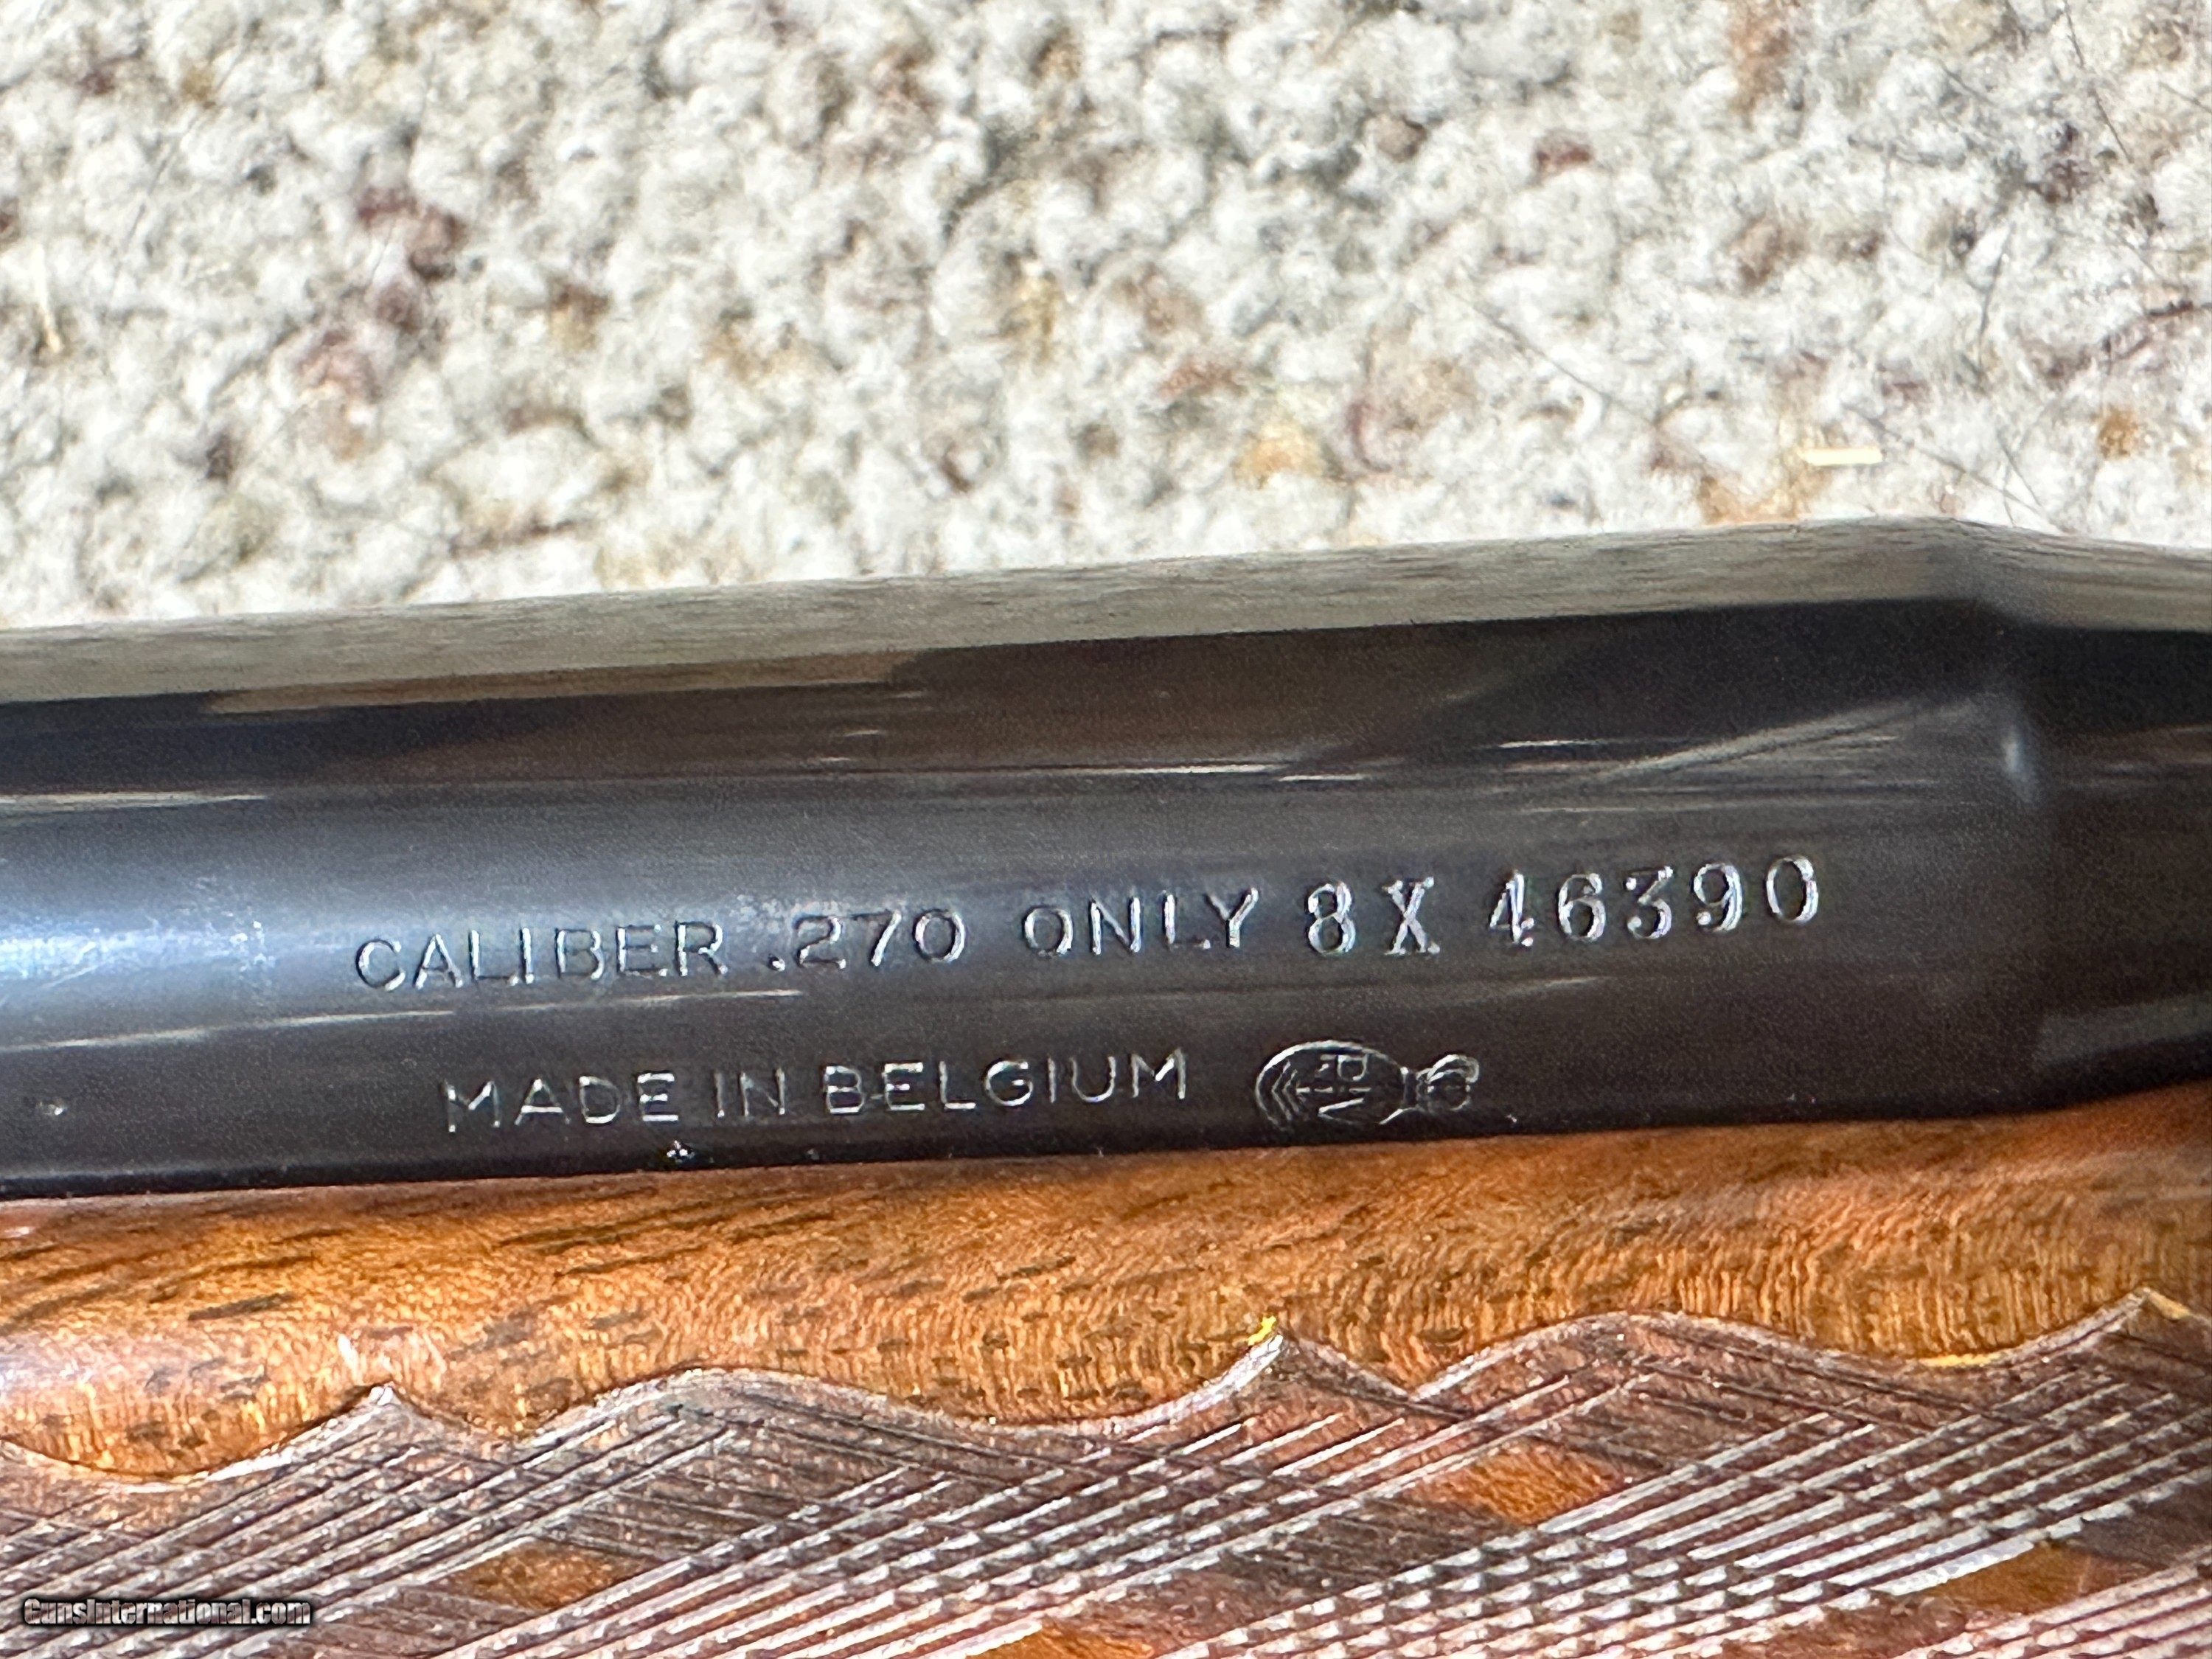 CALIBER .270 ONLY 8X 46390
MADE IN BELGIUM
GunsInternational.com